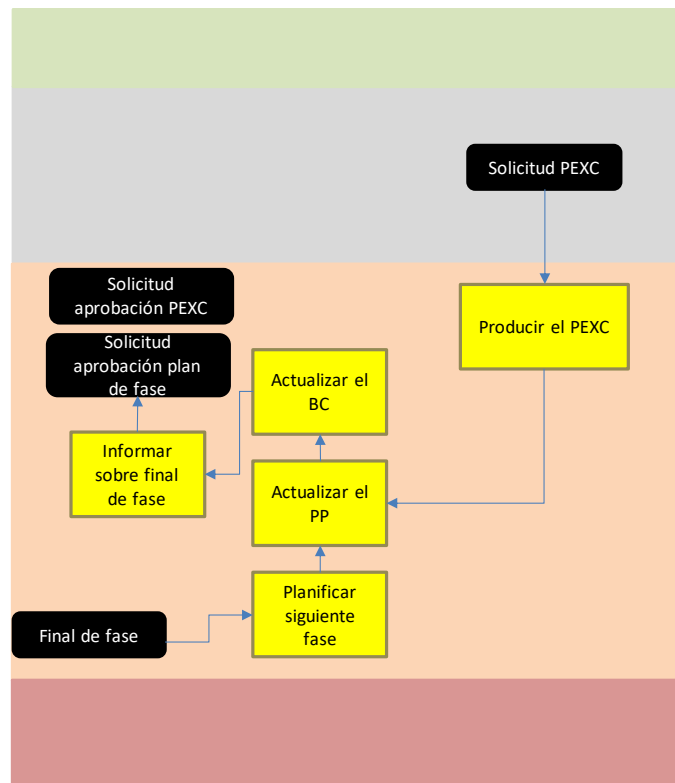 Solicitud PEXC
Solicitud
aprobación PEXC
Solicitud
aprobación plan
de fase
Producir el PEXC
Actualizar el
BC
Informar
sobre final
de fase
Actualizar el
PP
Planificar
siguiente
fase
Final de fase